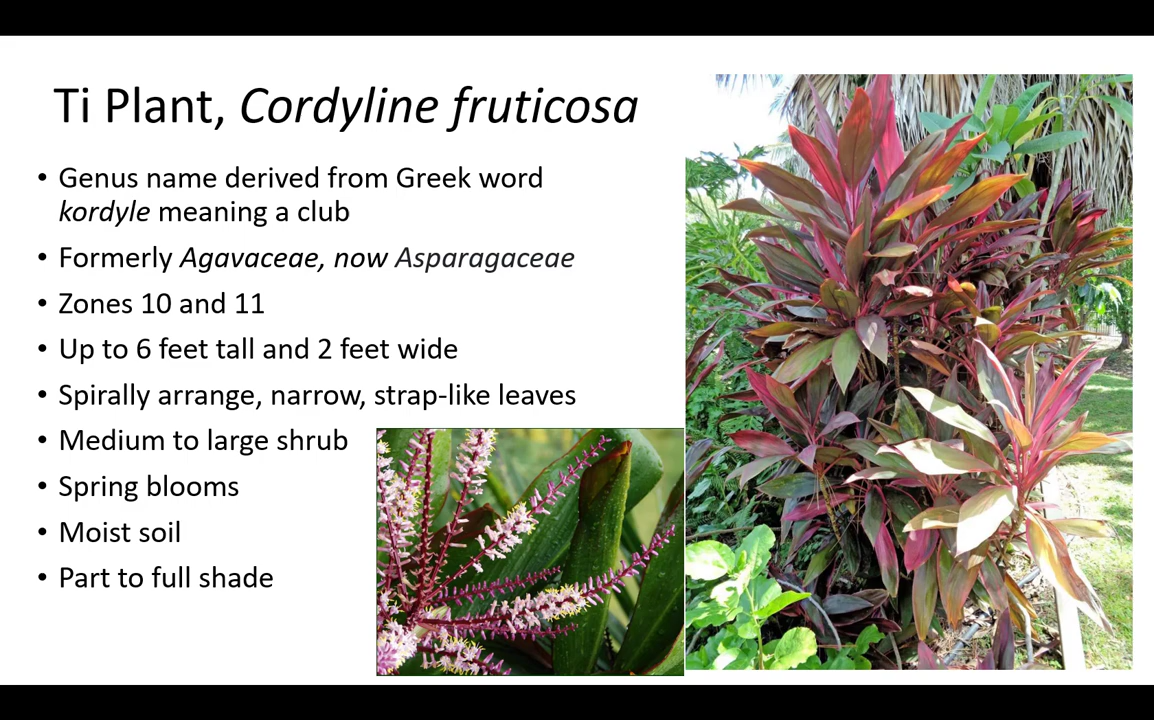 Ti Plant, Cordyline fruticosa
• Genus name derived from Greek word
kordyle meaning a club
• Formerly Agavaceae, now Asparagaceae
• Zones 10 and 11
• Up to 6 feet tall and 2 feet wide
• Spirally arrange, narrow, strap-like leaves
• Medium to large shrub
• Spring blooms
• Moist soil
• Part to full shade